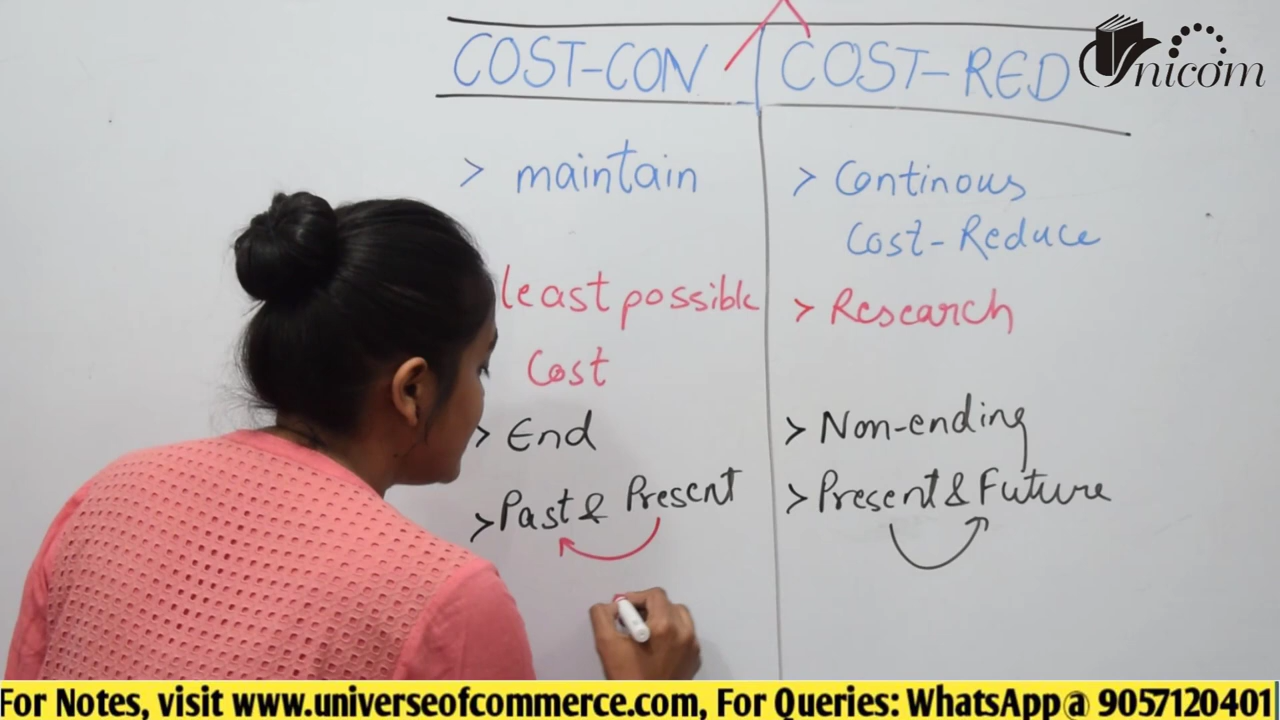 COST-CON
COST-RED
Unicom
> maintain
> Continous
Cost-Reduce
least possible
Cost
> Research
> End
> Non-ending
> Past & Present
> Present & Future
For Notes, visit www.universeofcommerce.com, For Queries: WhatsApp@ 9057120401